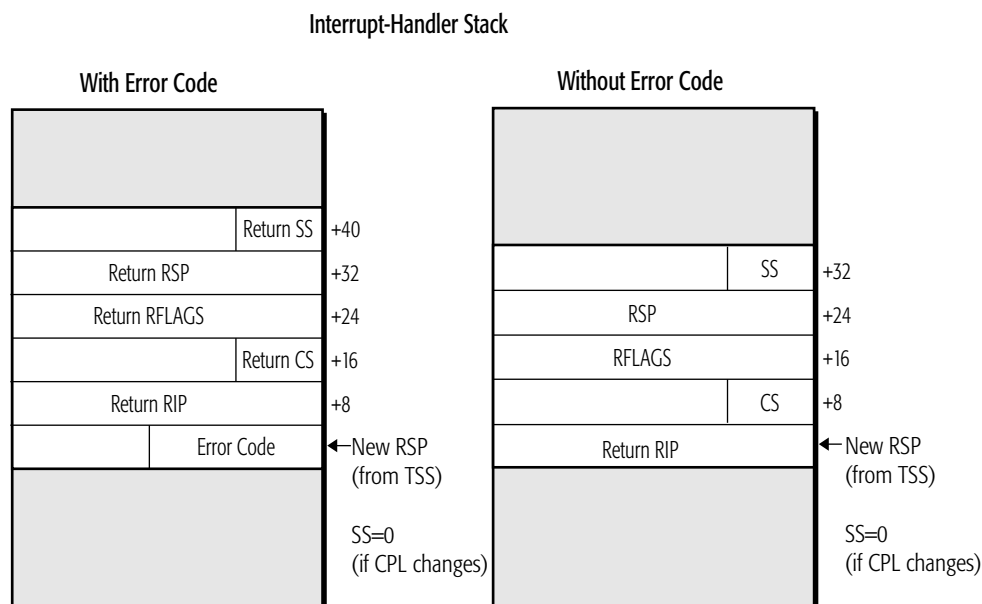 Interrupt-Handler Stack
With Error Code
Return SS +40
Return RSP +32
Return RFLAGS +24
Return CS +16
Return RIP +8
Error Code New RSP
(from TSS)
SS=0
(if CPL changes)
Without Error Code
SS +32
RSP +24
RFLAGS +16
CS +8
Return RIP New RSP
(from TSS)
SS=0
(if CPL changes)